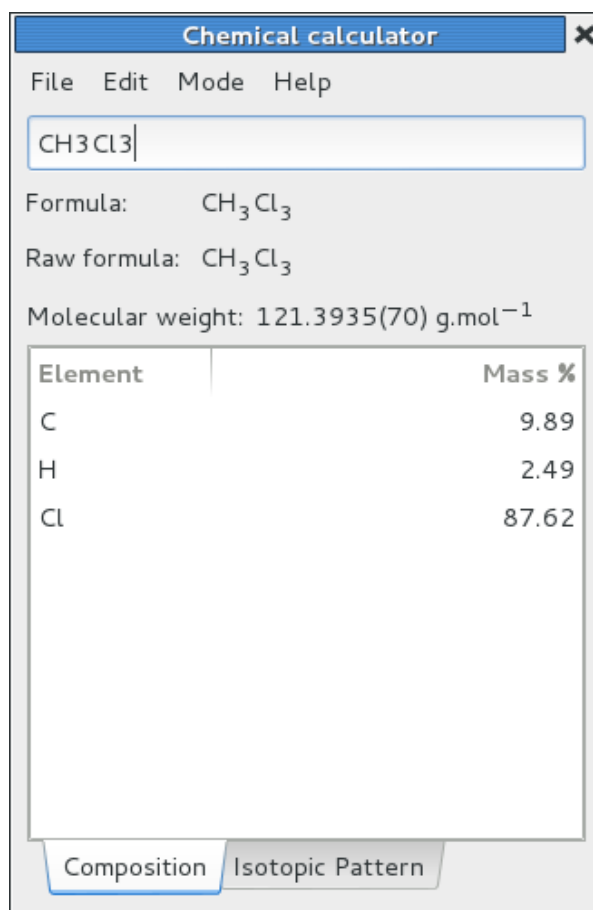 Chemical calculator
File Edit Mode Help
CH3Cl3
Formula: CH₃Cl₃
Raw formula: CH₃Cl₃
Molecular weight: 121.3935(70) g.mol⁻¹
Element Mass %
C 9.89
H 2.49
Cl 87.62
Composition Isotopic Pattern